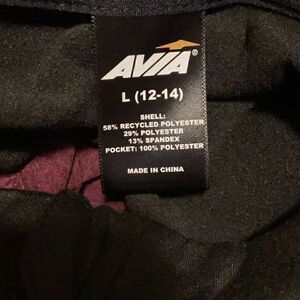 AVIA®
L (12-14)
SHELL:
58% RECYCLED POLYESTER
29% POLYESTER
13% SPANDEX
POCKET: 100% POLYESTER
MADE IN CHINA